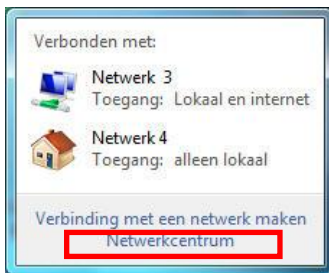 Verbonden met:
Netwerk 3
Toegang: Lokaal en internet
Netwerk 4
Toegang: alleen lokaal
Verbinding met een netwerk maken
Netwerkcentrum